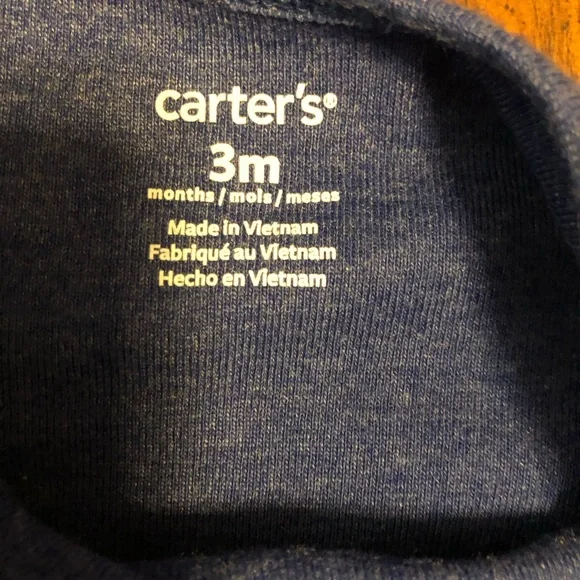 carter's®
3m
months / mois / meses
Made in Vietnam
Fabriqué au Vietnam
Hecho en Vietnam